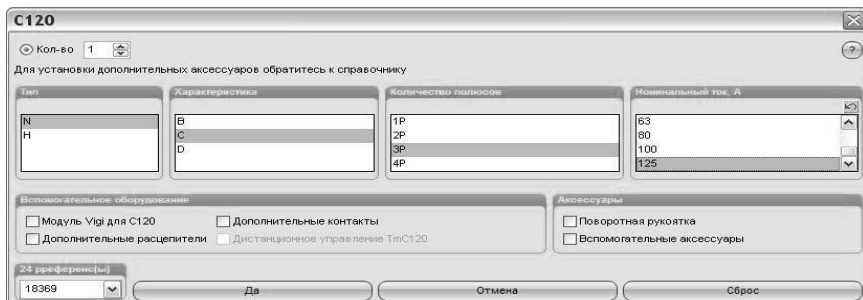 C120
Кол-во 1
?
Для установки дополнительных аксессуаров обратитесь к справочнику
Тип
Характеристика
Количество полюсов
Номинальный ток, А
N
H
B
C
D
1P
2P
3P
4P
63
80
100
125
Вспомогательное оборудование
Аксессуары
Модуль Vigi для C120
Дополнительные контакты
Поворотная рукоятка
Дополнительные расцепители
Дистанционное управление TmC120
Вспомогательные аксессуары
24 рреференс(ы)
18369
Да
Отмена
Сброс